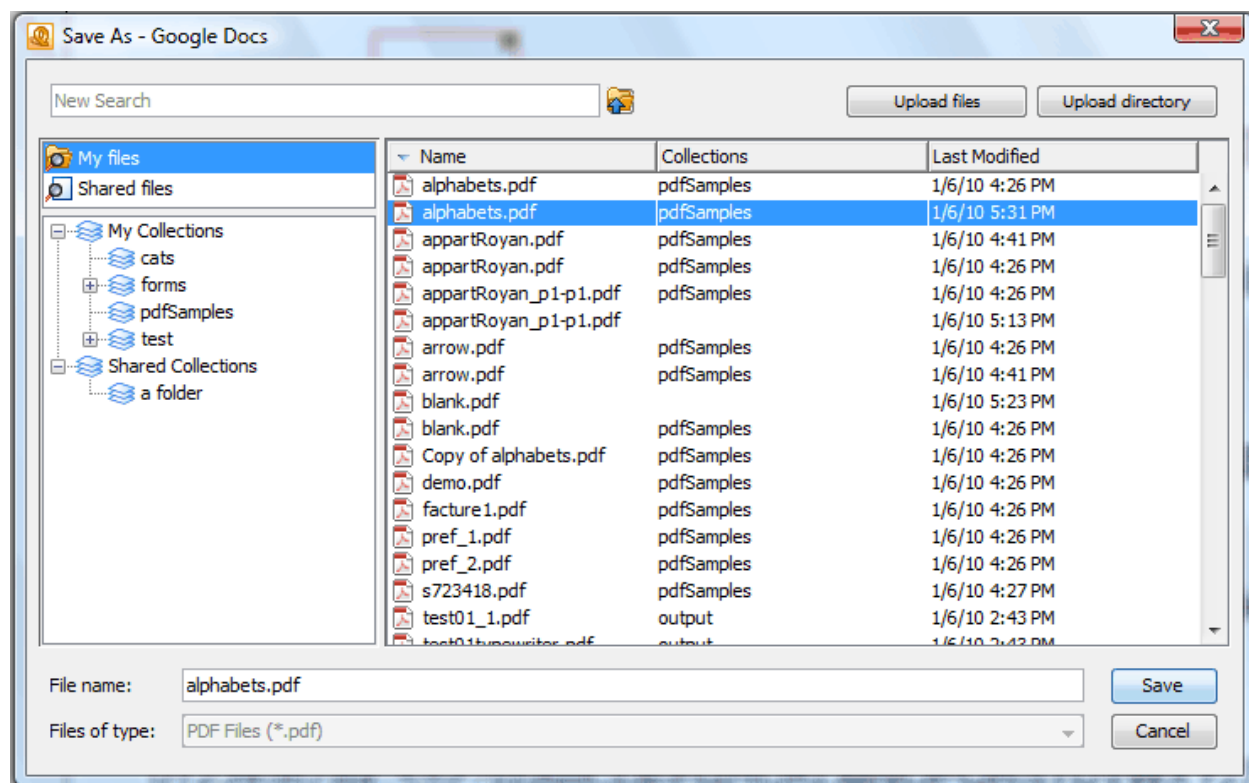 Save As - Google Docs
New Search
Upload files
Upload directory
My files
Shared files
My Collections
cats
forms
pdfSamples
test
Shared Collections
a folder
Name Collections Last Modified
alphabets.pdf pdfSamples 1/6/10 4:26 PM
alphabets.pdf pdfSamples 1/6/10 5:31 PM
appartRoyan.pdf pdfSamples 1/6/10 4:41 PM
appartRoyan.pdf pdfSamples 1/6/10 4:26 PM
appartRoyan_p1-p1.pdf pdfSamples 1/6/10 4:26 PM
appartRoyan_p1-p1.pdf 1/6/10 5:13 PM
arrow.pdf pdfSamples 1/6/10 4:26 PM
arrow.pdf pdfSamples 1/6/10 4:41 PM
blank.pdf 1/6/10 5:23 PM
blank.pdf pdfSamples 1/6/10 4:26 PM
Copy of alphabets.pdf pdfSamples 1/6/10 4:26 PM
demo.pdf pdfSamples 1/6/10 4:26 PM
facture1.pdf pdfSamples 1/6/10 4:26 PM
pref_1.pdf pdfSamples 1/6/10 4:26 PM
pref_2.pdf pdfSamples 1/6/10 4:26 PM
s723418.pdf pdfSamples 1/6/10 4:27 PM
test01_1.pdf output 1/6/10 2:43 PM
test01typewriter.pdf output 1/6/10 2:43 PM
File name: alphabets.pdf
Save
Files of type: PDF Files (*.pdf)
Cancel